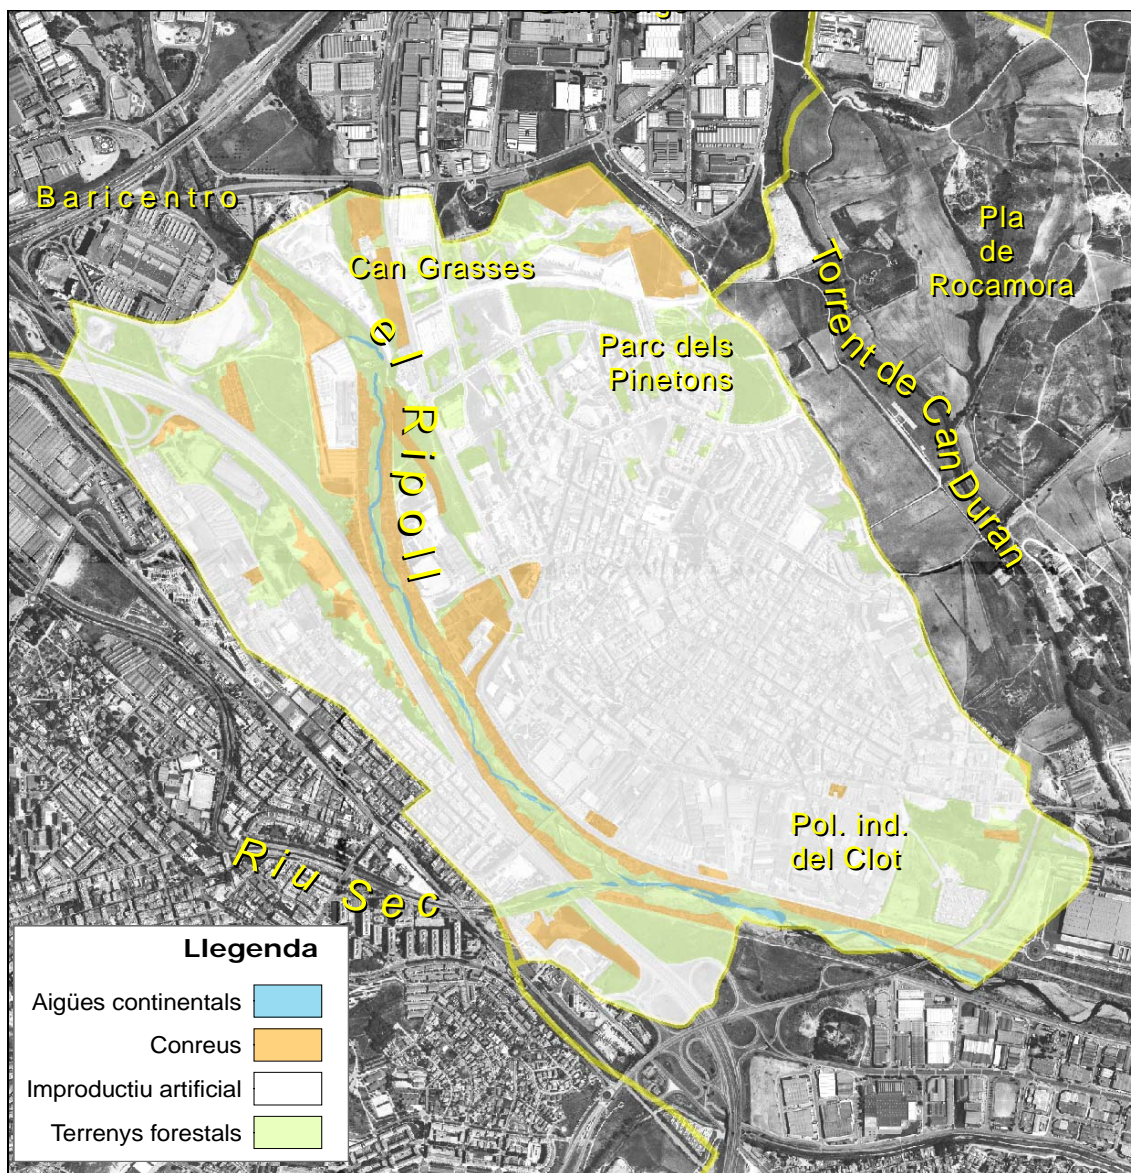 Baricentro
Can Grasses
Pla
de
Rocamora
Torrent de Can Duran
el Ripoll
Parc dels
Pinetons
Pol. ind.
del Clot
Riu Sec
Llegenda
Aigües continentals
Conreus
Improductiu artificial
Terrenys forestals